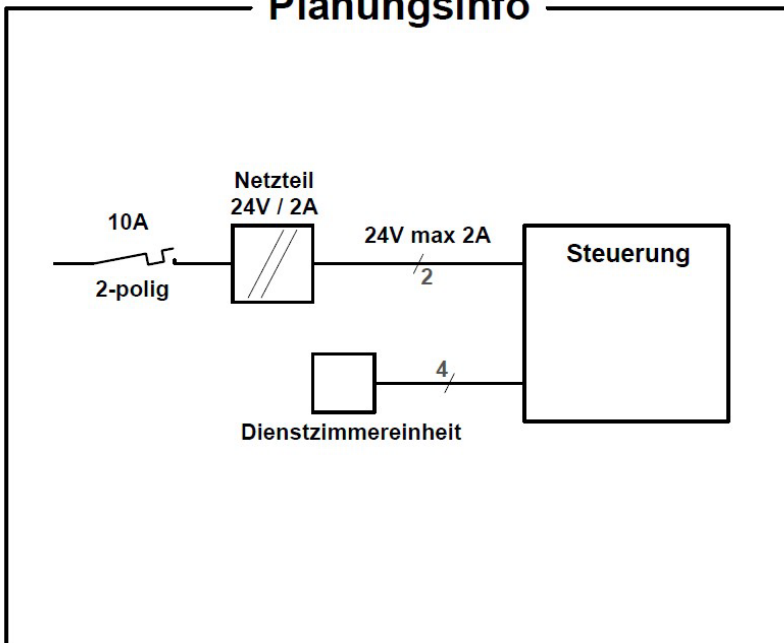 Planungsinfo
Netzteil
24V / 2A
10A
24V max 2A
Steuerung
2
2-polig
4
Dienstzimmereinheit